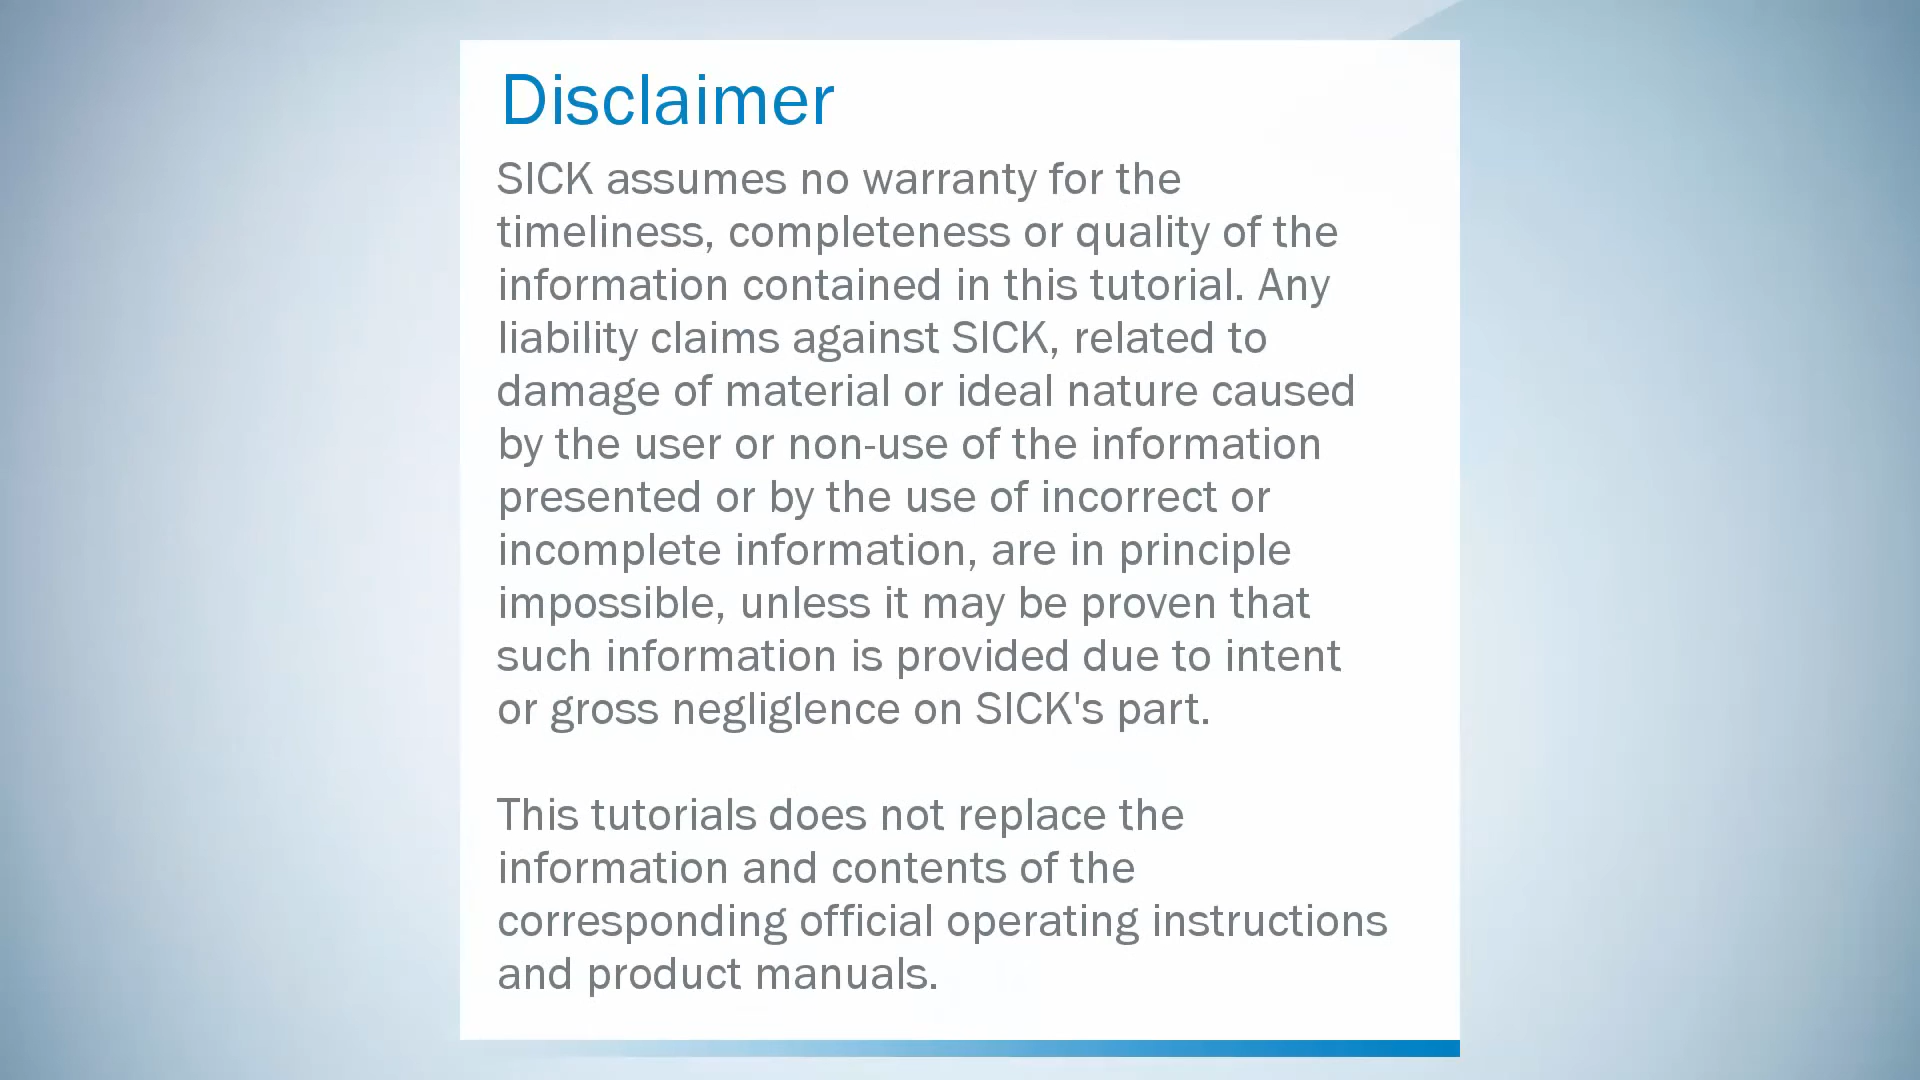 Disclaimer
SICK assumes no warranty for the
timeliness, completeness or quality of the
information contained in this tutorial. Any
liability claims against SICK, related to
damage of material or ideal nature caused
by the user or non-use of the information
presented or by the use of incorrect or
incomplete information, are in principle
impossible, unless it may be proven that
such information is provided due to intent
or gross negliglence on SICK's part.
This tutorials does not replace the
information and contents of the
corresponding official operating instructions
and product manuals.